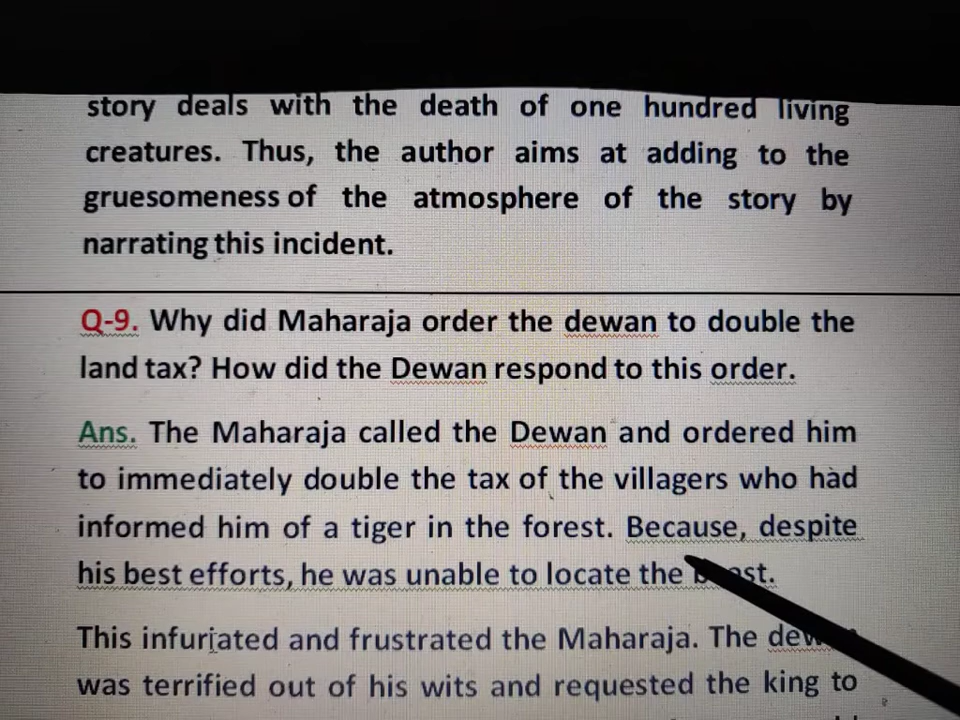 story deals with the death of one hundred living
creatures. Thus, the author aims at adding to the
gruesomeness of the atmosphere of the story by
narrating this incident.
Q-9. Why did Maharaja order the dewan to double the
land tax? How did the Dewan respond to this order.
Ans. The Maharaja called the Dewan and ordered him
to immediately double the tax of the villagers who had
informed him of a tiger in the forest. Because, despite
his best efforts, he was unable to locate the beast.
This infuriated and frustrated the Maharaja. The dewan
was terrified out of his wits and requested the king to